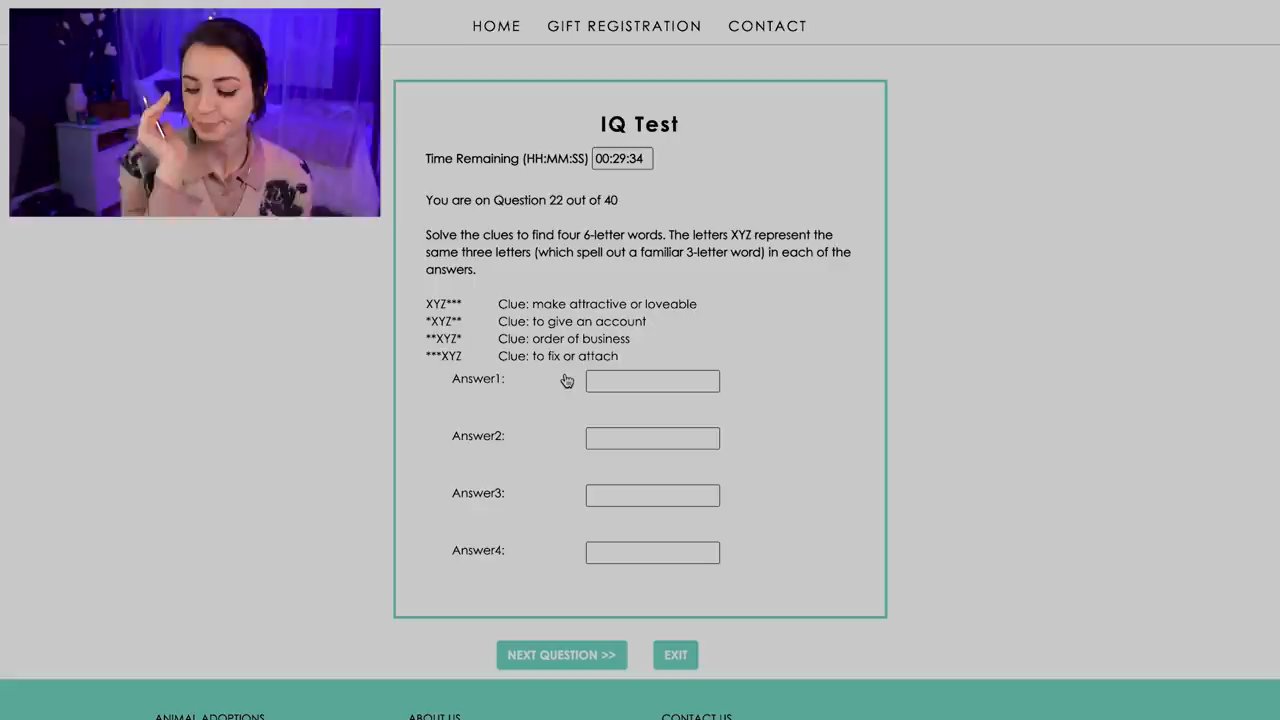 HOME GIFT REGISTRATION CONTACT
IQ Test
Time Remaining (HH:MM:SS) 00:29:34
You are on Question 22 out of 40
Solve the clues to find four 6-letter words. The letters XYZ represent the
same three letters (which spell out a familiar 3-letter word) in each of the
answers.
XYZ*** Clue: make attractive or loveable
*XYZ** Clue: to give an account
**XYZ* Clue: order of business
***XYZ Clue: to fix or attach
Answer1:
Answer2:
Answer3:
Answer4:
NEXT QUESTION >> EXIT
ANIMAL ADOPTIONS ABOUT US CONTACT US